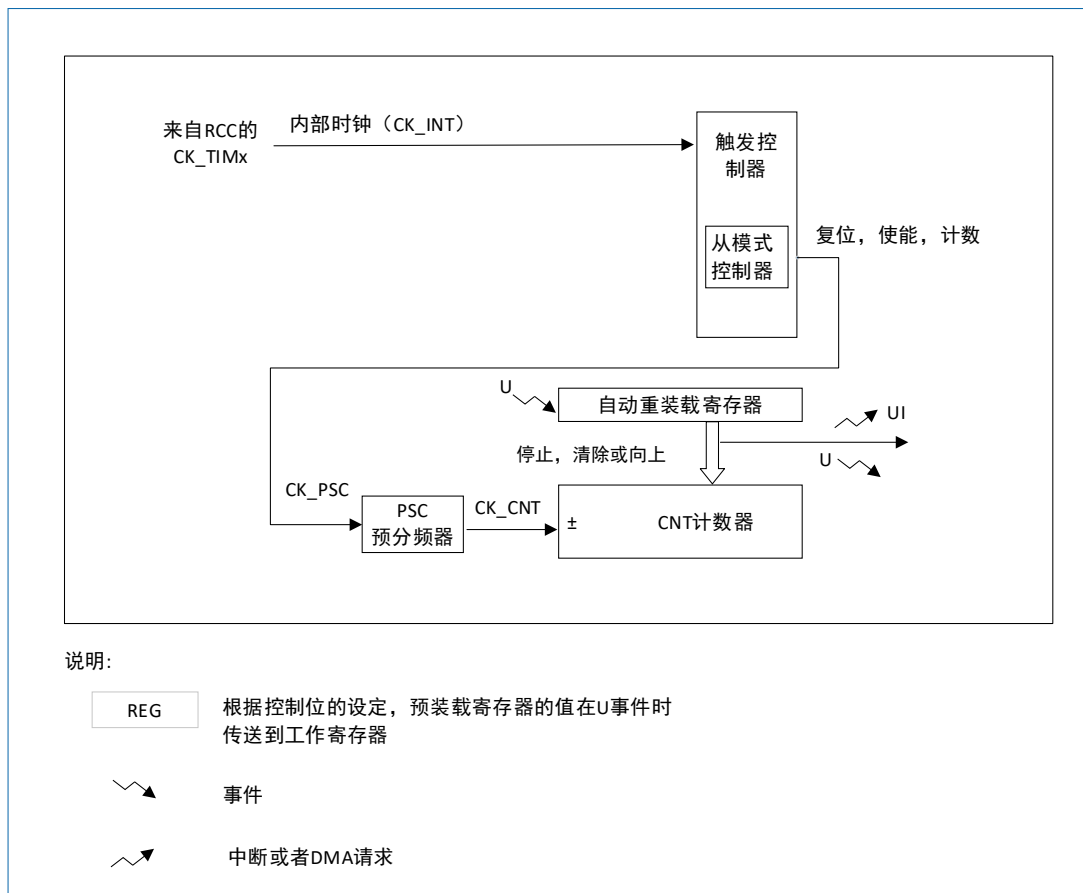 来自RCC的
CK_TIMx
内部时钟（CK_INT）
触发控
制器
从模式
控制器
复位，使能，计数
U
自动重装载寄存器
UI
停止，清除或向上
U
CK_PSC
PSC
预分频器
CK_CNT
±
CNT计数器
说明:
REG
根据控制位的设定，预装载寄存器的值在U事件时
传送到工作寄存器
事件
中断或者DMA请求